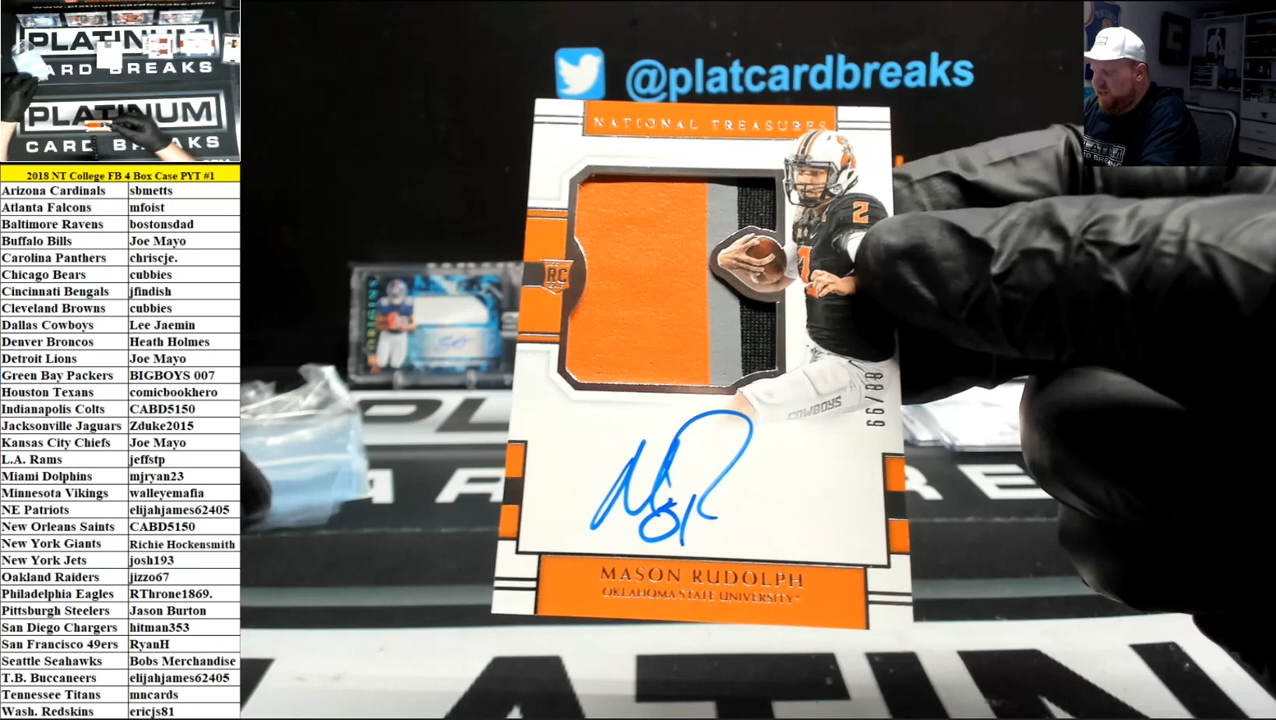 PLATINUM
CARD BREAKS
PLATINUM
CARD BREAKS
2018 NT College FB 4 Box Case PYT #1
Arizona Cardinals sbmetts
Atlanta Falcons mfoist
Baltimore Ravens bostonsdad
Buffalo Bills Joe Mayo
Carolina Panthers chriscje.
Chicago Bears cubbies
Cincinnati Bengals jfindish
Cleveland Browns cubbies
Dallas Cowboys Lee Jaemin
Denver Broncos Heath Holmes
Detroit Lions Joe Mayo
Green Bay Packers BIGBOYS 007
Houston Texans comicbookhero
Indianapolis Colts CABD5150
Jacksonville Jaguars Zduke2015
Kansas City Chiefs Joe Mayo
L.A. Rams jeffstp
Miami Dolphins mjryan23
Minnesota Vikings walleyemafia
NE Patriots elijahjames62405
New Orleans Saints CABD5150
New York Giants Richie Hockensmith
New York Jets josh193
Oakland Raiders jizzo67
Philadelphia Eagles RThrone1869.
Pittsburgh Steelers Jason Burton
San Diego Chargers hitman353
San Francisco 49ers RyanH
Seattle Seahawks Bobs Merchandise
T.B. Buccaneers elijahjames62405
Tennessee Titans mncards
Wash. Redskins ericjs81
@platcardbreaks
NATIONAL TREASURES
2
RC
COWBOYS
88/99
MASON RUDOLPH
OKLAHOMA STATE UNIVERSITY
ORIGINS
PLATIN